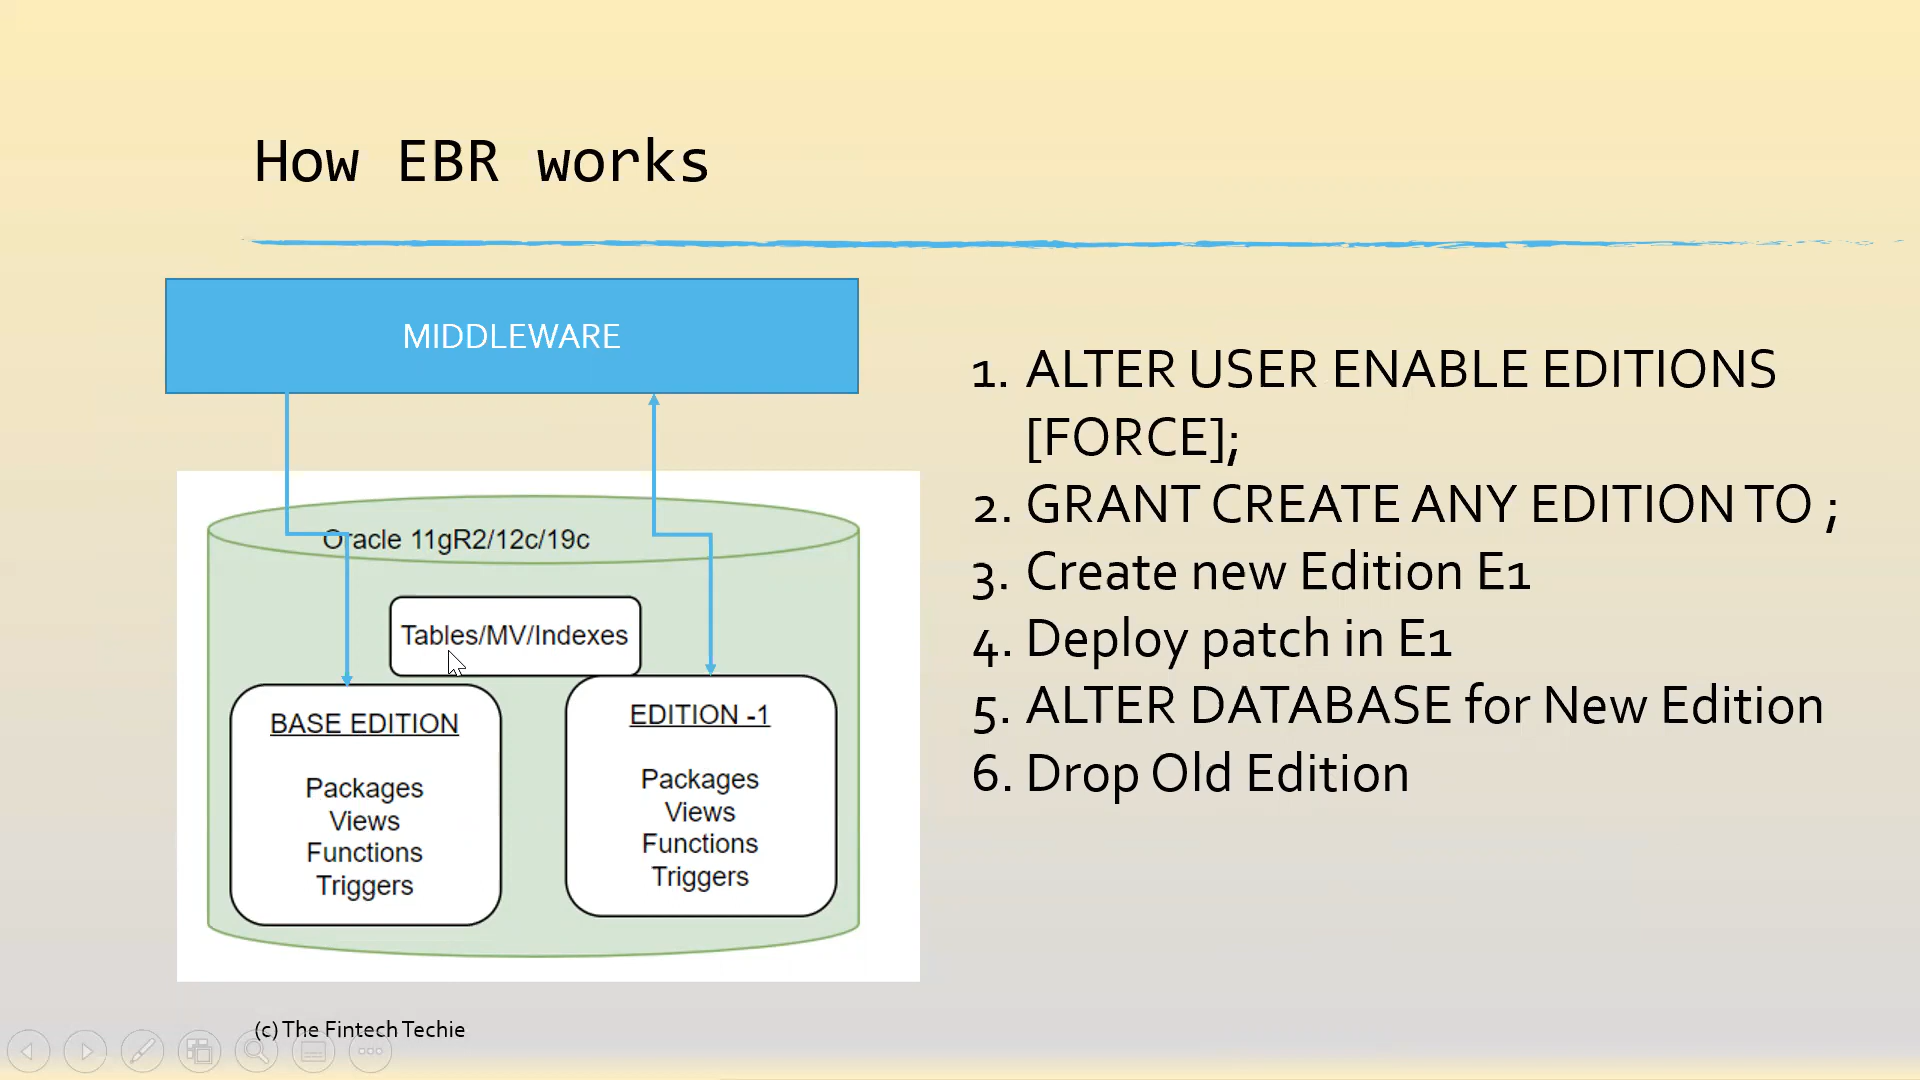 How EBR works
MIDDLEWARE
Oracle 11gR2/12c/19c
Tables/MV/Indexes
BASE EDITION
Packages
Views
Functions
Triggers
EDITION -1
Packages
Views
Functions
Triggers
1. ALTER USER ENABLE EDITIONS
[FORCE];
2. GRANT CREATE ANY EDITION TO ;
3. Create new Edition E1
4. Deploy patch in E1
5. ALTER DATABASE for New Edition
6. Drop Old Edition
(c) The Fintech Techie